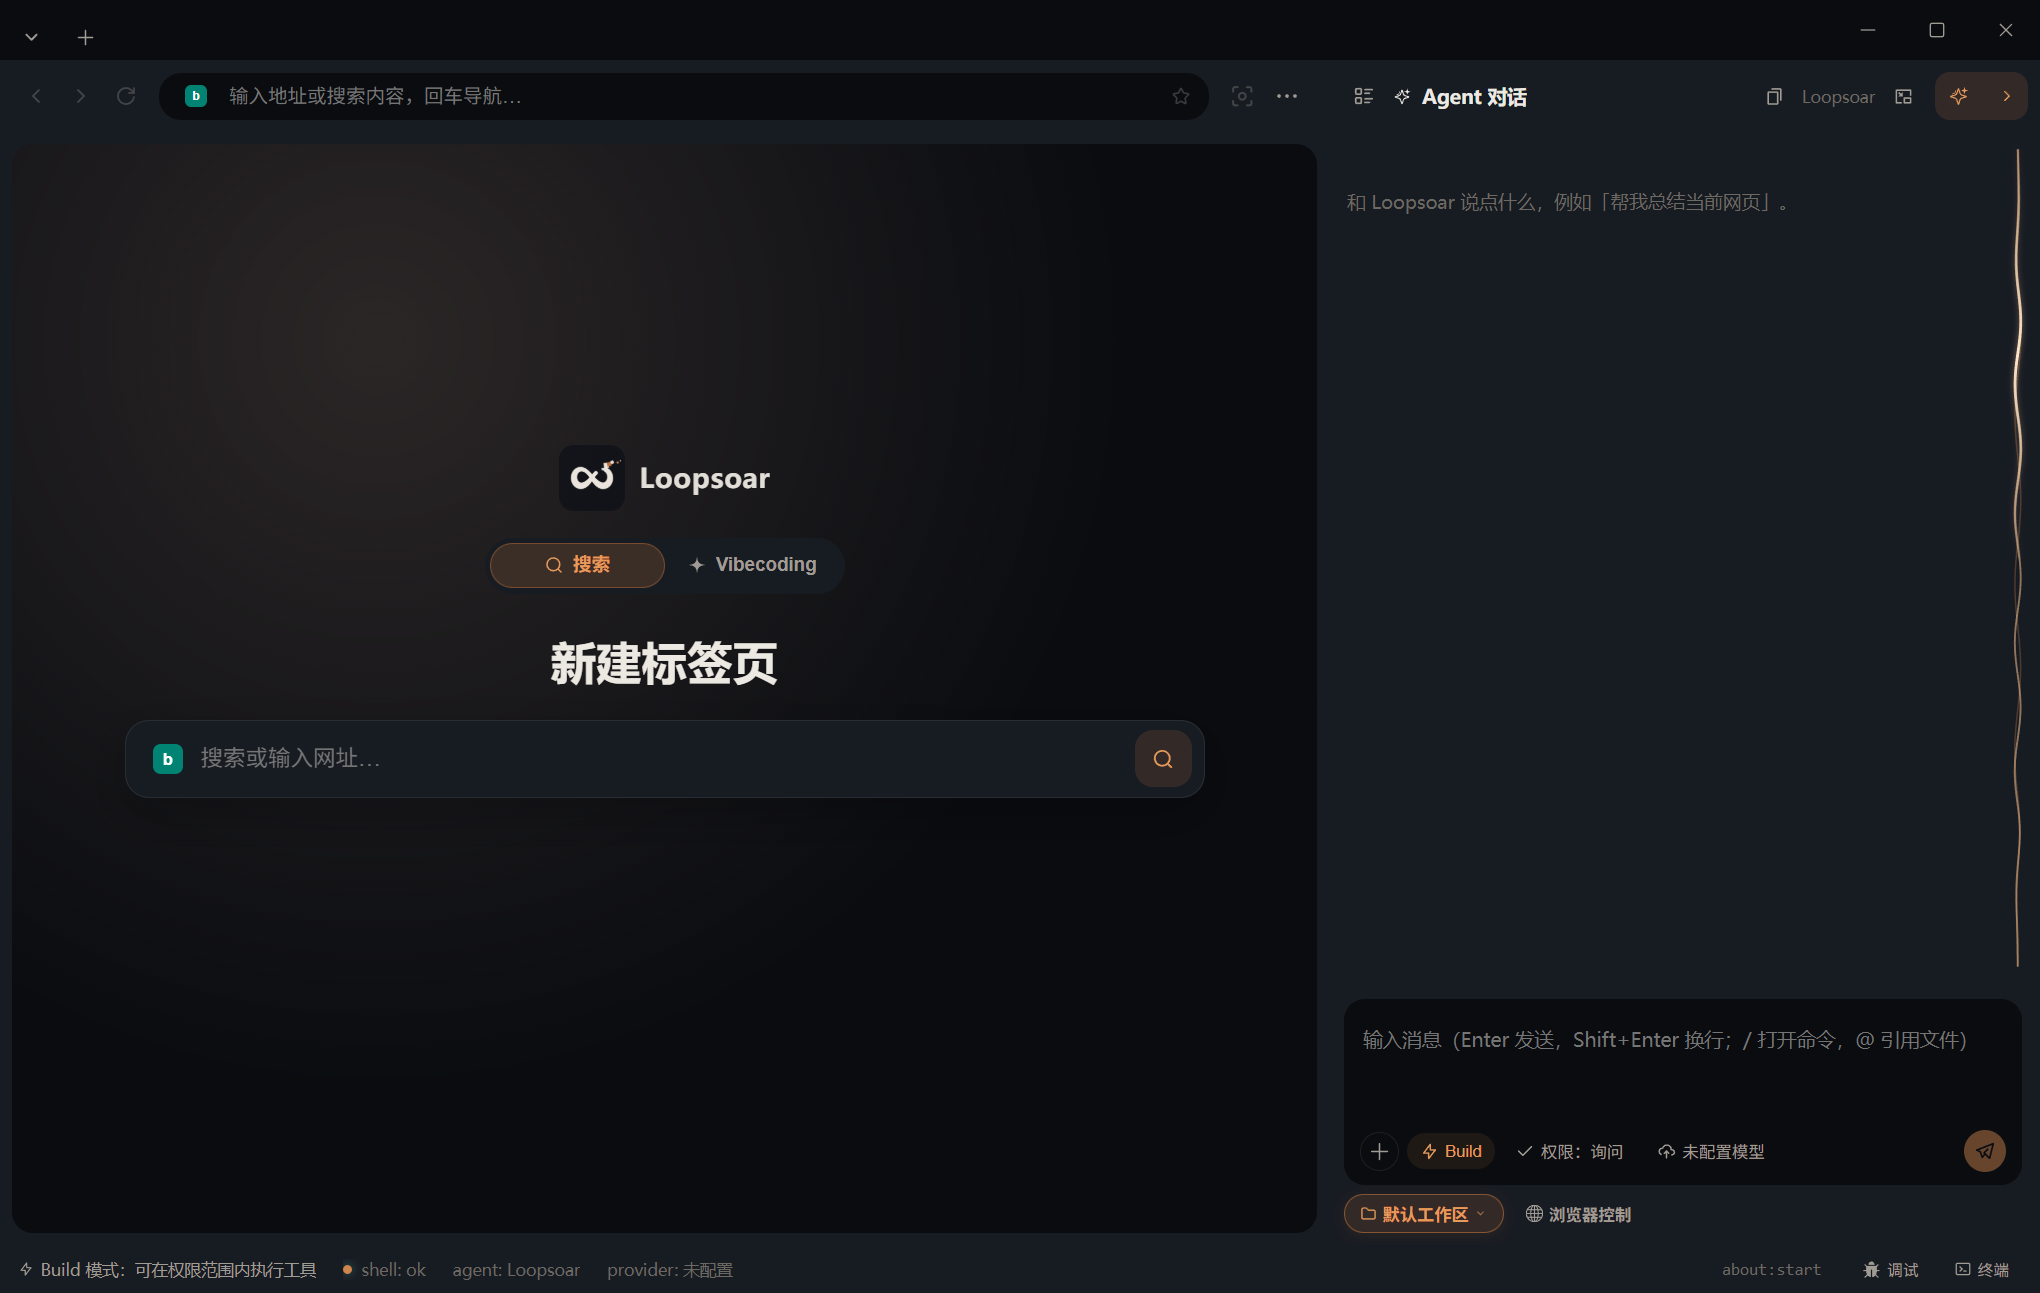 b 输入地址或搜索内容，回车导航…
Agent 对话
Loopsoar
和 Loopsoar 说点什么，例如「帮我总结当前网页」。
Loopsoar
搜索
Vibecoding
新建标签页
b 搜索或输入网址…
输入消息（Enter 发送，Shift+Enter 换行；/ 打开命令，@ 引用文件）
Build
权限：询问
未配置模型
默认工作区
浏览器控制
Build 模式：可在权限范围内执行工具
shell: ok
agent: Loopsoar
provider: 未配置
about:start
调试
终端